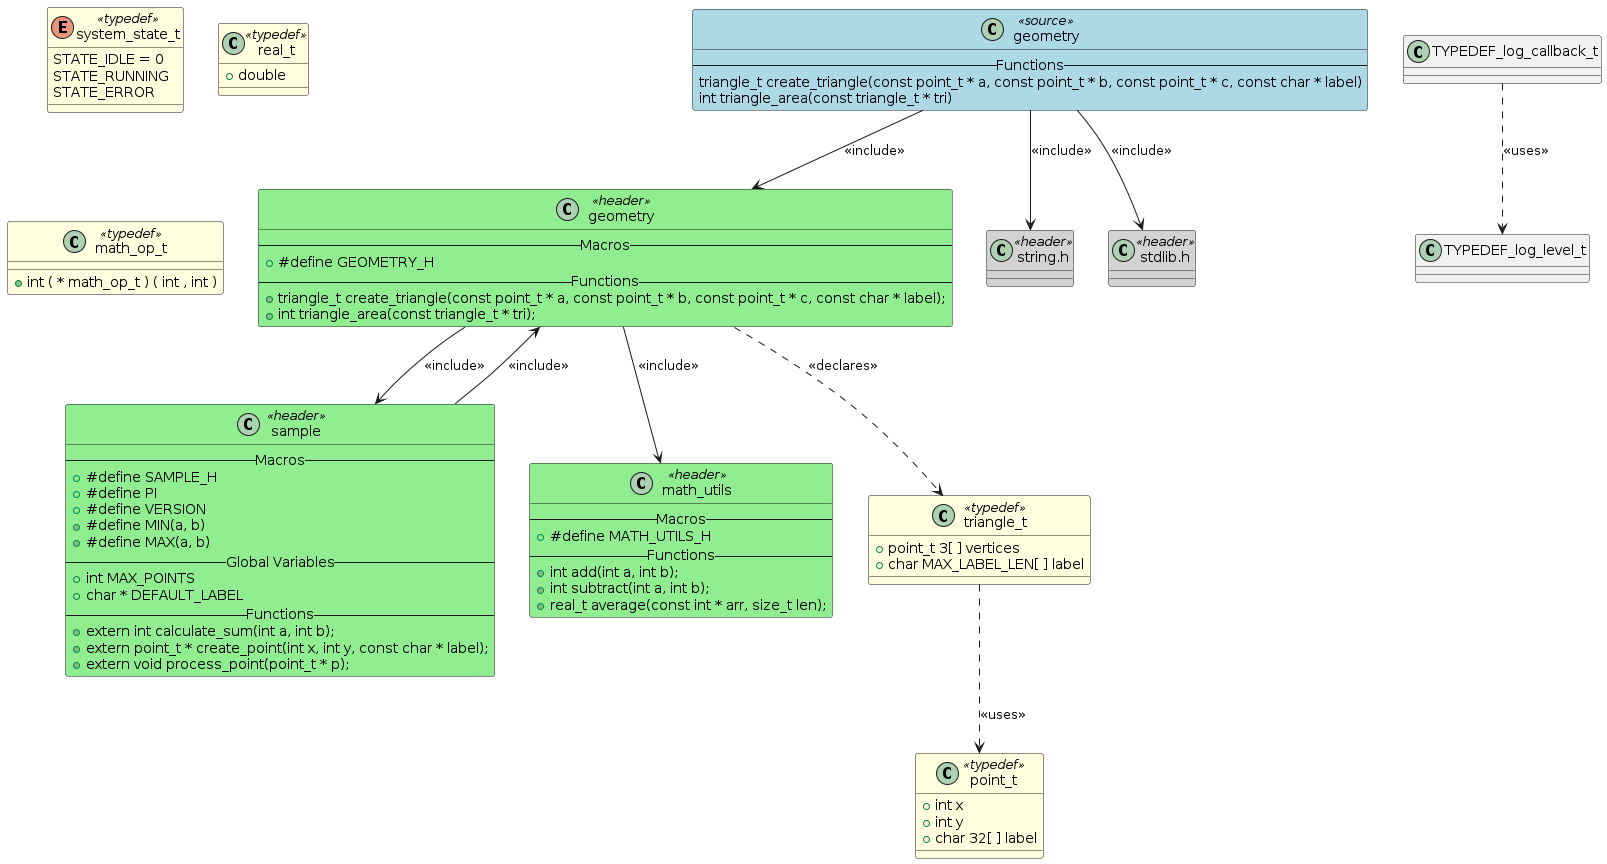 E
«typedef»
system_state_t
STATE_IDLE = 0
STATE_RUNNING
STATE_ERROR
C
«typedef»
real_t
double
C
«source»
geometry
Functions
triangle_t create_triangle(const point_t * a, const point_t * b, const point_t * c, const char * label)
int triangle_area(const triangle_t * tri)
C
TYPEDEF_log_callback_t
«include»
«include»
«include»
«uses»
C
«typedef»
math_op_t
int ( * math_op_t ) ( int , int )
C
«header»
geometry
Macros
#define GEOMETRY_H
Functions
triangle_t create_triangle(const point_t * a, const point_t * b, const point_t * c, const char * label);
int triangle_area(const triangle_t * tri);
C
«header»
string.h
C
«header»
stdlib.h
C
TYPEDEF_log_level_t
«include»
«include»
«include»
«declares»
C
«header»
sample
Macros
#define SAMPLE_H
#define PI
#define VERSION
#define MIN(a, b)
#define MAX(a, b)
Global Variables
int MAX_POINTS
char * DEFAULT_LABEL
Functions
extern int calculate_sum(int a, int b);
extern point_t * create_point(int x, int y, const char * label);
extern void process_point(point_t * p);
C
«header»
math_utils
Macros
#define MATH_UTILS_H
Functions
int add(int a, int b);
int subtract(int a, int b);
real_t average(const int * arr, size_t len);
C
«typedef»
triangle_t
point_t 3[ ] vertices
char MAX_LABEL_LEN[ ] label
«uses»
C
«typedef»
point_t
int x
int y
char 32[ ] label